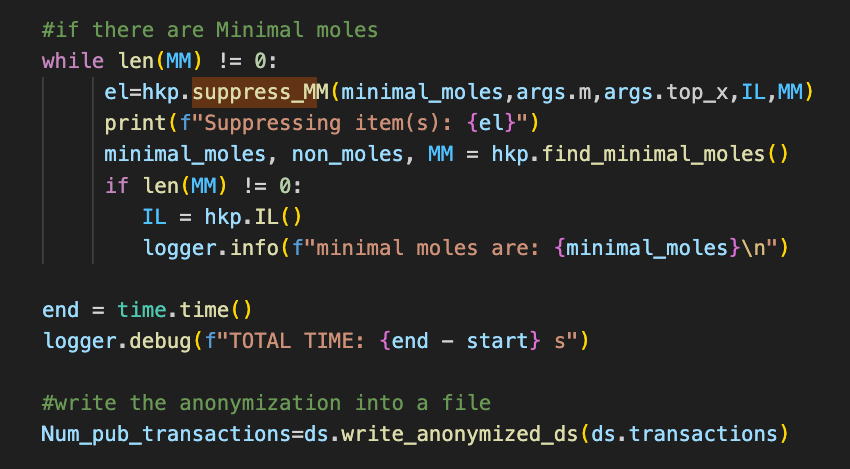 #if there are Minimal moles
while len(MM) != 0:
el=hkp.suppress_MM(minimal_moles,args.m,args.top_x,IL,MM)
print(f"Suppressing item(s): {el}")
minimal_moles, non_moles, MM = hkp.find_minimal_moles()
if len(MM) != 0:
IL = hkp.IL()
logger.info(f"minimal moles are: {minimal_moles}\n")
end = time.time()
logger.debug(f"TOTAL TIME: {end - start} s")
#write the anonymization into a file
Num_pub_transactions=ds.write_anonymized_ds(ds.transactions)